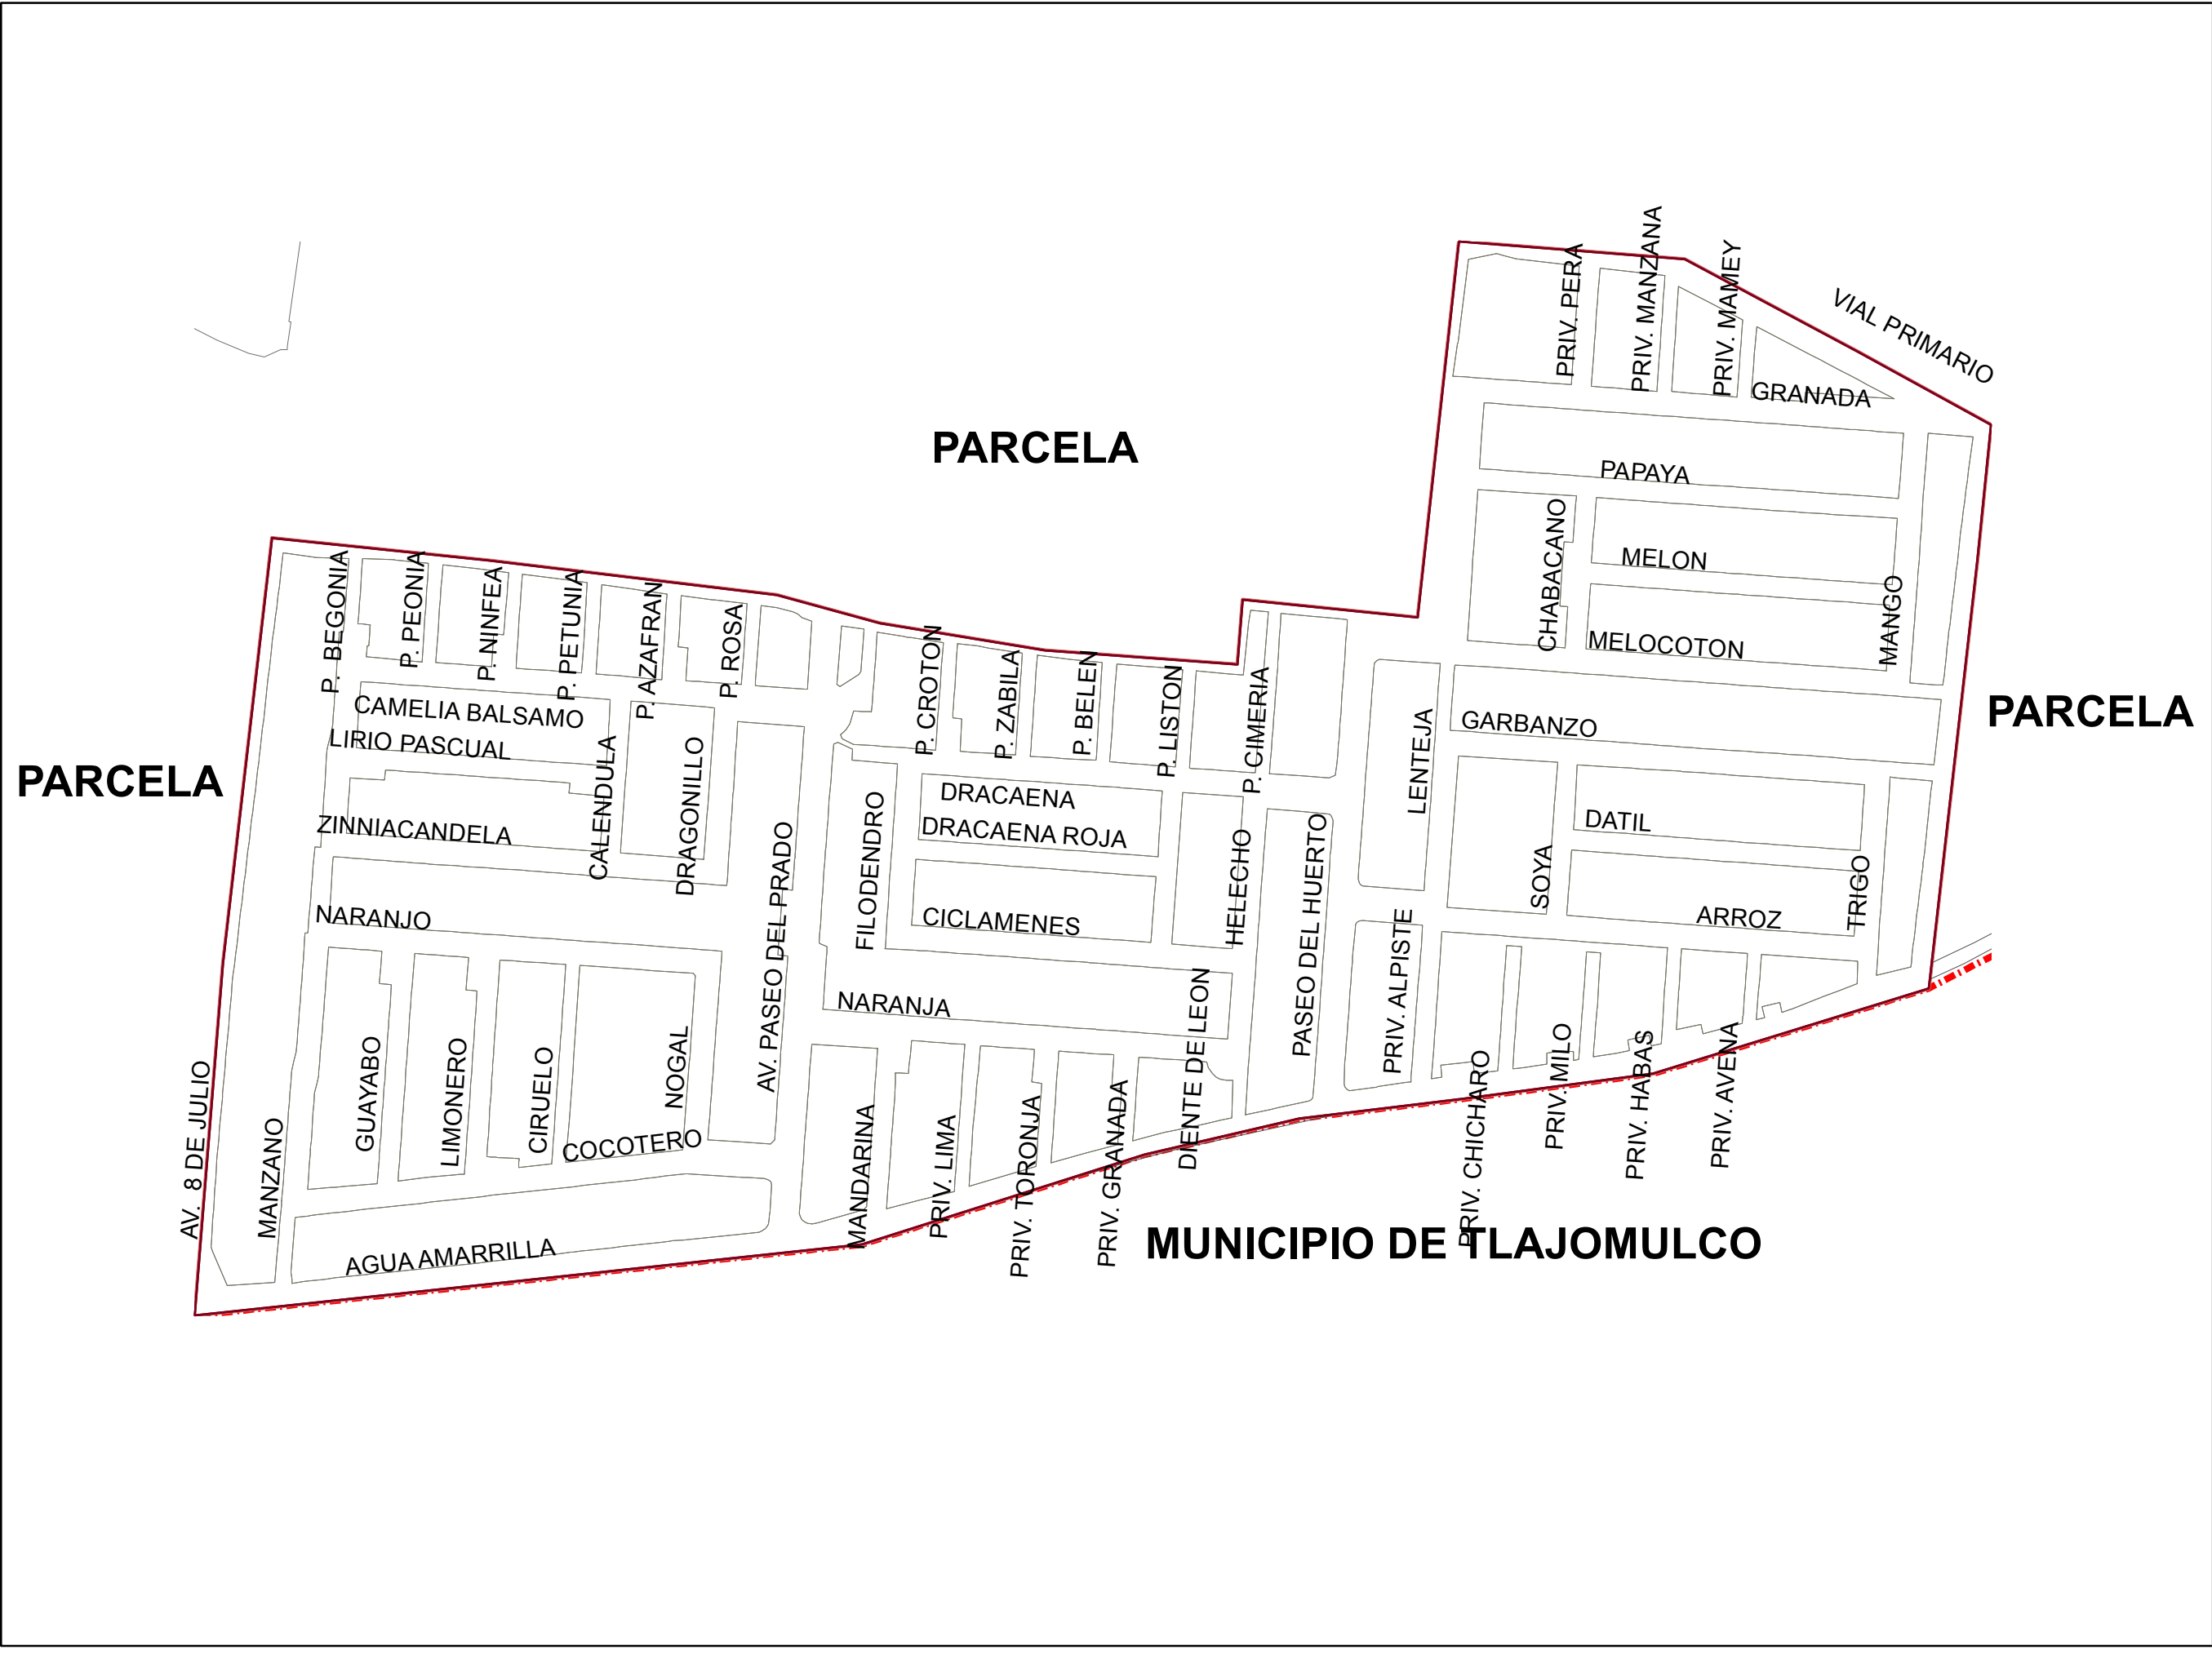 PRIV. PERA
PRIV. MANZANA
PRIV. MAMEY
VIAL PRIMARIO
GRANADA
PARCELA
PAPAYA
CHABACANO
MELON
MELOCOTON
MANGO
P. BEGONIA
P. PEONIA
P. NINFEA
P. PETUNIA
P. AZAFRAN
P. ROSA
P. CROTON
P. ZABILA
P. BELEN
P. LISTON
P. CIMERIA
CAMELIA BALSAMO
LIRIO PASCUAL
PARCELA
PARCELA
LENTEJA
GARBANZO
ZINNIACANDELA
CALENDULA
DRAGONILLO
AV. PASEO DEL PRADO
FILODENDRO
DRACAENA
DRACAENA ROJA
CICLAMENES
HELECHO
PASEO DEL HUERTO
DATIL
SOYA
ARROZ
TRIGO
NARANJO
NARANJA
DIENTE DE LEON
PRIV. ALPISTE
GUAYABO
LIMONERO
CIRUELO
NOGAL
COCOTERO
AV. 8 DE JULIO
MANZANO
AGUA AMARRILLA
MANDARINA
PRIV. LIMA
PRIV. TORONJA
PRIV. GRANADA
PRIV. CHICHARO
PRIV. MILO
PRIV. HABAS
PRIV. AVENA
MUNICIPIO DE TLAJOMULCO